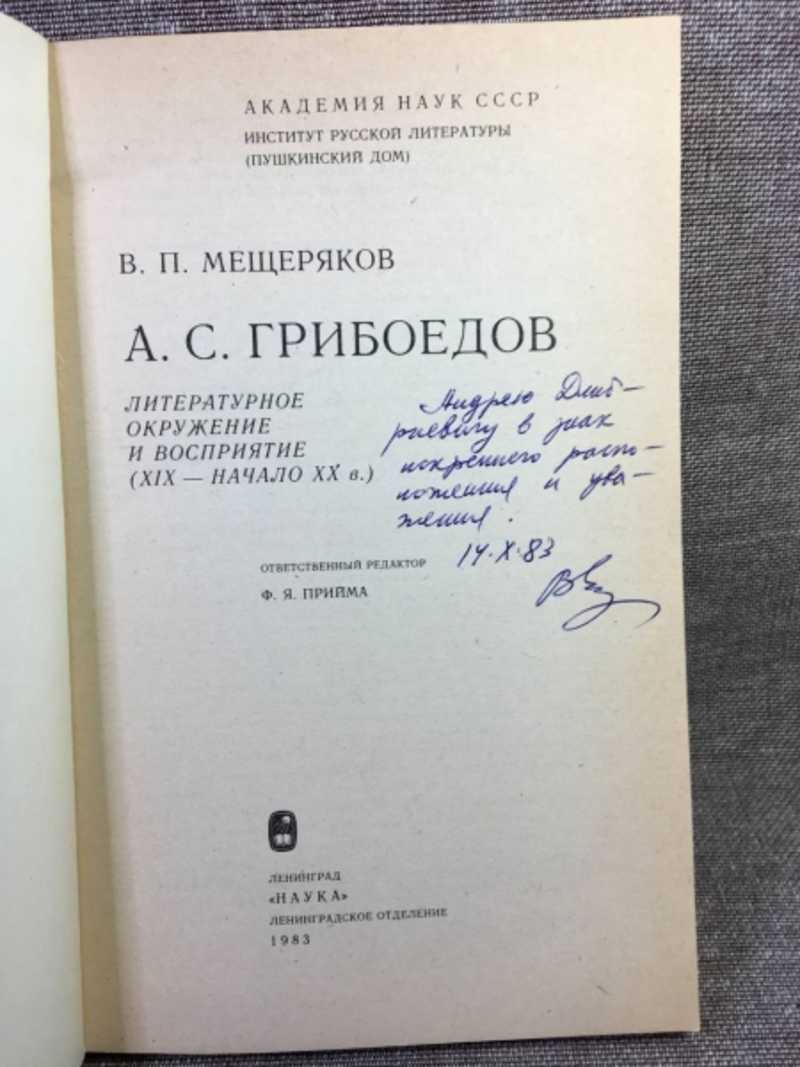 АКАДЕМИЯ НАУК СССР
ИНСТИТУТ РУССКОЙ ЛИТЕРАТУРЫ
(ПУШКИНСКИЙ ДОМ)
В. П. МЕЩЕРЯКОВ
А. С. ГРИБОЕДОВ
ЛИТЕРАТУРНОЕ
ОКРУЖЕНИЕ
И ВОСПРИЯТИЕ
(XIX — НАЧАЛО XX в.)
Андрею Дмит-
риевичу в знак
искреннего распо-
ложения и ува-
жения.
14.X.83
ОТВЕТСТВЕННЫЙ РЕДАКТОР
Ф. Я. ПРИЙМА
ЛЕНИНГРАД
«НАУКА»
ЛЕНИНГРАДСКОЕ ОТДЕЛЕНИЕ
1983